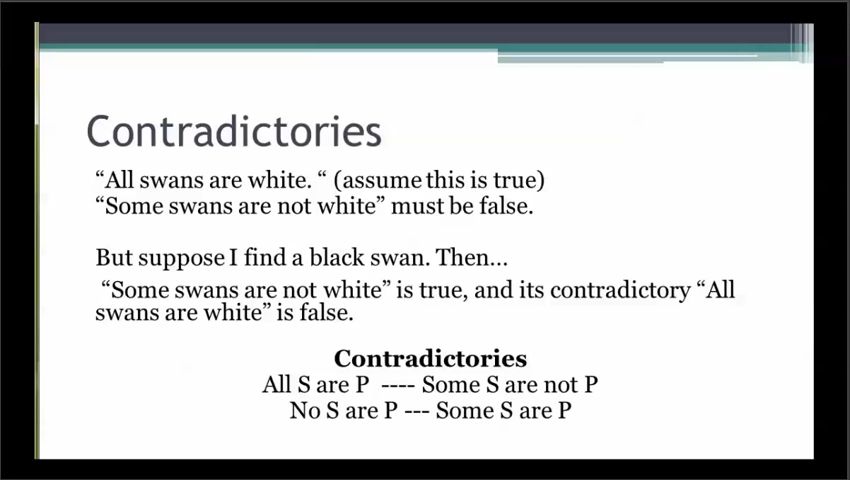 Contradictories
“All swans are white. “ (assume this is true)
“Some swans are not white” must be false.
But suppose I find a black swan. Then...
“Some swans are not white” is true, and its contradictory “All
swans are white” is false.
Contradictories
All S are P ---- Some S are not P
No S are P --- Some S are P